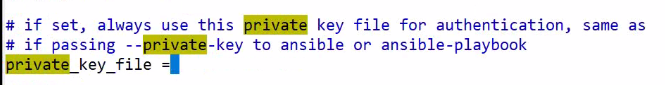 # if set, always use this private key file for authentication, same as
# if passing --private-key to ansible or ansible-playbook
private_key_file =